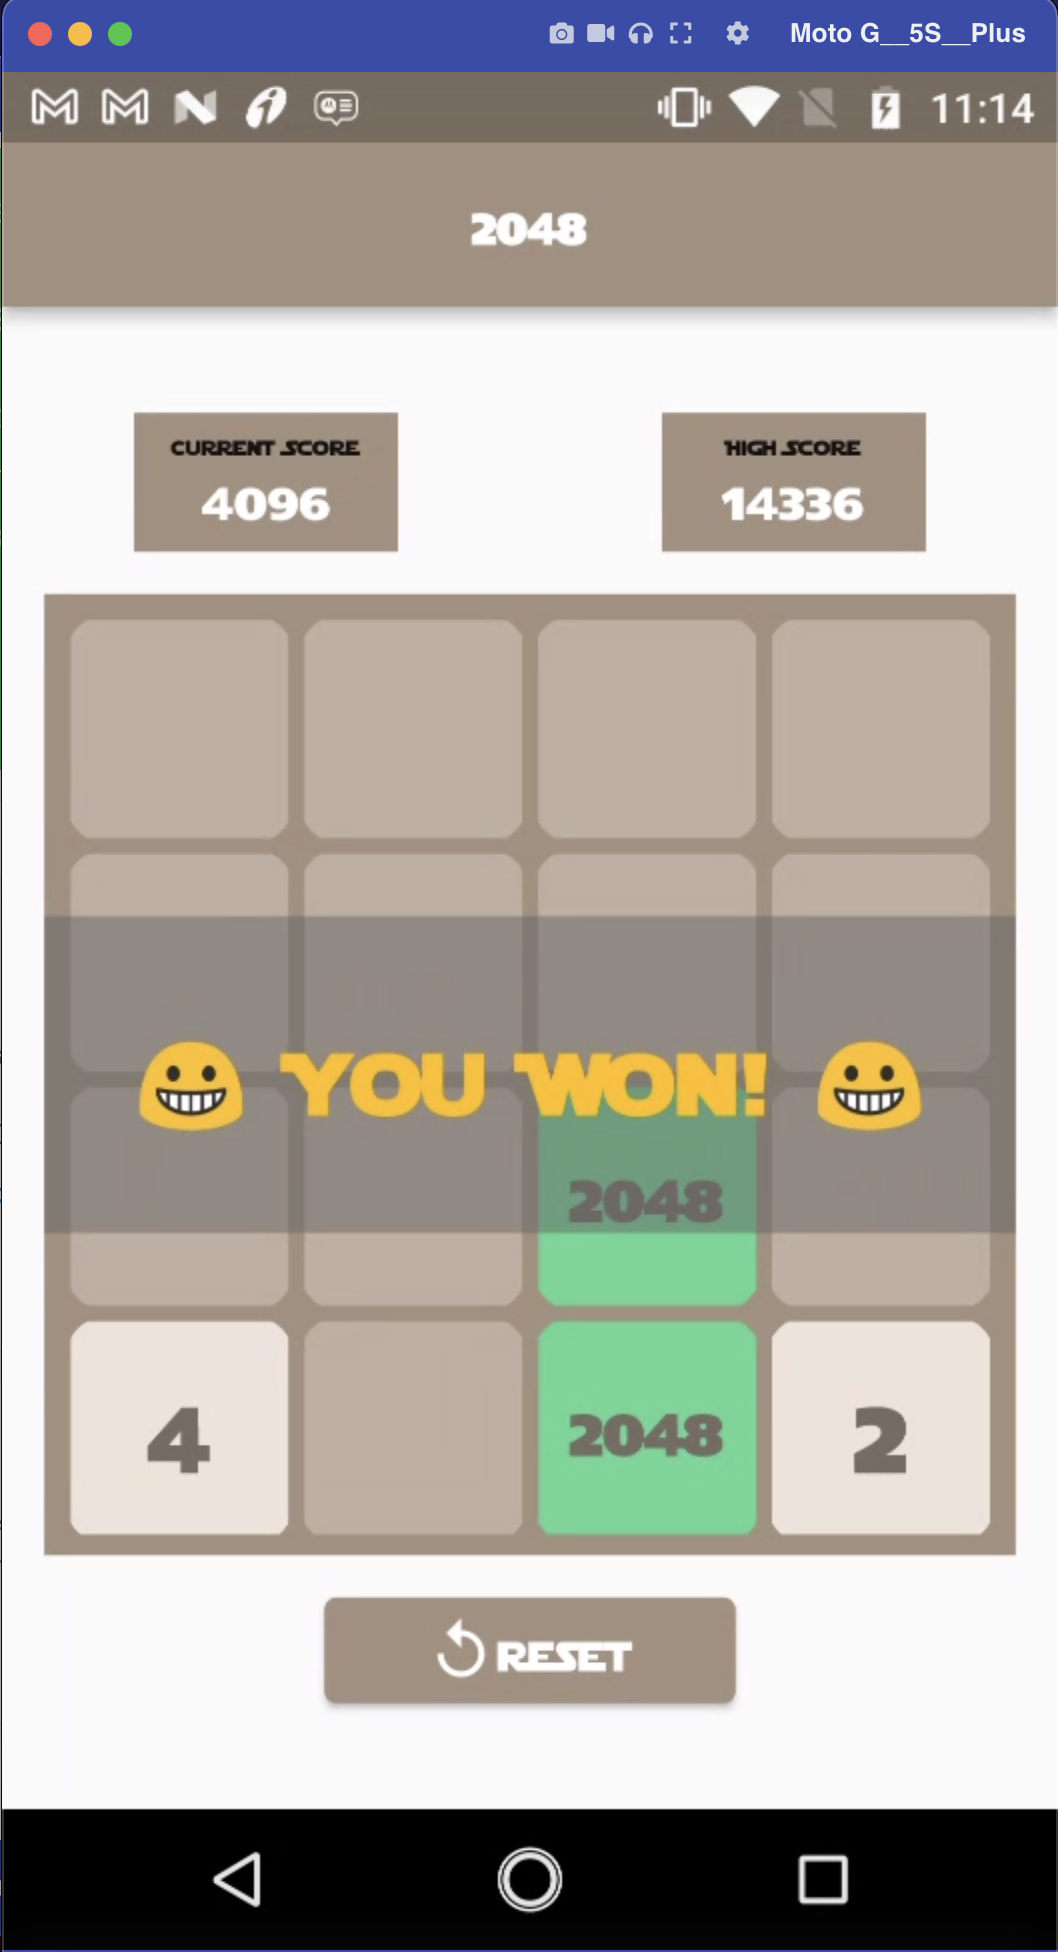 Moto G__5S__Plus
11:14
2048
CURRENT SCORE
4096
HIGH SCORE
14336
YOU WON!
2048
4 2048 2
RESET